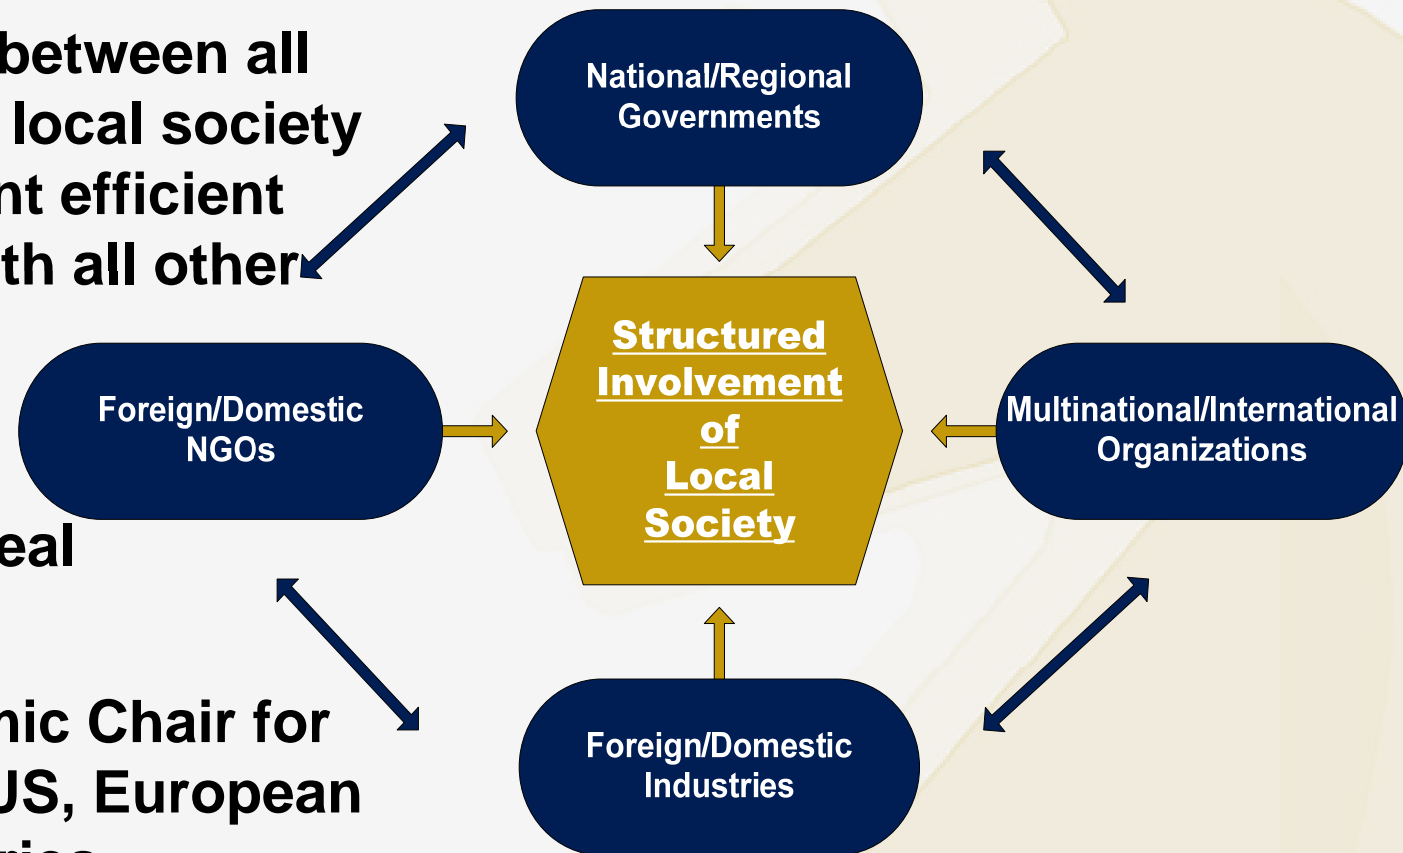 between all
local society
nt efficient
th all other
eal
nic Chair for
US, European
National/Regional
Governments
Foreign/Domestic
NGOs
Structured
Involvement
of
Local
Society
Multinational/International
Organizations
Foreign/Domestic
Industries